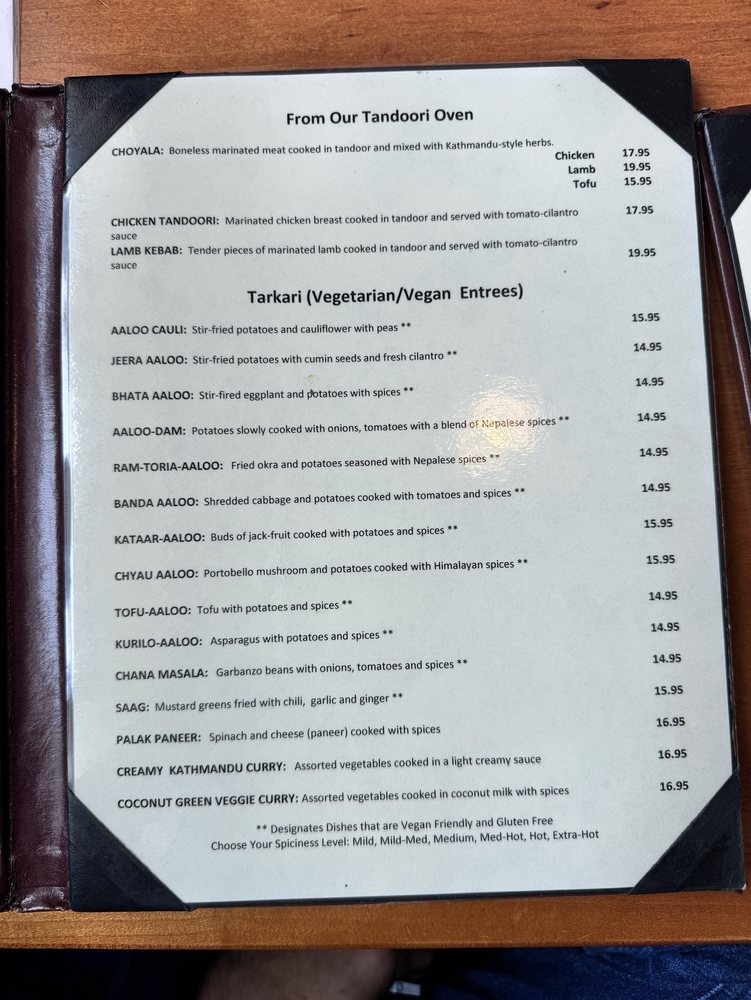 From Our Tandoori Oven
CHOYALA: Boneless marinated meat cooked in tandoor and mixed with Kathmandu-style herbs.
Chicken 17.95
Lamb 19.95
Tofu 15.95
CHICKEN TANDOORI: Marinated chicken breast cooked in tandoor and served with tomato-cilantro 17.95
sauce
LAMB KEBAB: Tender pieces of marinated lamb cooked in tandoor and served with tomato-cilantro 19.95
sauce
Tarkari (Vegetarian/Vegan Entrees)
AALOO CAULI: Stir-fried potatoes and cauliflower with peas ** 15.95
JEERA AALOO: Stir-fried potatoes with cumin seeds and fresh cilantro ** 14.95
BHATA AALOO: Stir-fired eggplant and potatoes with spices ** 14.95
AALOO-DAM: Potatoes slowly cooked with onions, tomatoes with a blend of Nepalese spices ** 14.95
RAM-TORIA-AALOO: Fried okra and potatoes seasoned with Nepalese spices ** 14.95
BANDA AALOO: Shredded cabbage and potatoes cooked with tomatoes and spices ** 14.95
KATAAR-AALOO: Buds of jack-fruit cooked with potatoes and spices ** 15.95
CHYAU AALOO: Portobello mushroom and potatoes cooked with Himalayan spices ** 15.95
TOFU-AALOO: Tofu with potatoes and spices ** 14.95
KURILO-AALOO: Asparagus with potatoes and spices ** 14.95
CHANA MASALA: Garbanzo beans with onions, tomatoes and spices ** 14.95
SAAG: Mustard greens fried with chili, garlic and ginger ** 15.95
PALAK PANEER: Spinach and cheese (paneer) cooked with spices 16.95
CREAMY KATHMANDU CURRY: Assorted vegetables cooked in a light creamy sauce 16.95
COCONUT GREEN VEGGIE CURRY: Assorted vegetables cooked in coconut milk with spices 16.95
** Designates Dishes that are Vegan Friendly and Gluten Free
Choose Your Spiciness Level: Mild, Mild-Med, Medium, Med-Hot, Hot, Extra-Hot